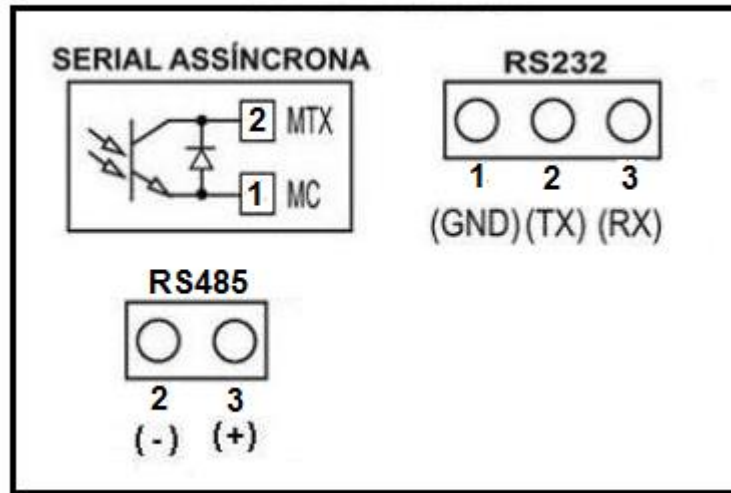 SERIAL ASSÍNCRONA
2 MTX
1 MC
RS232
1 2 3
(GND) (TX) (RX)
RS485
2 3
(-) (+)